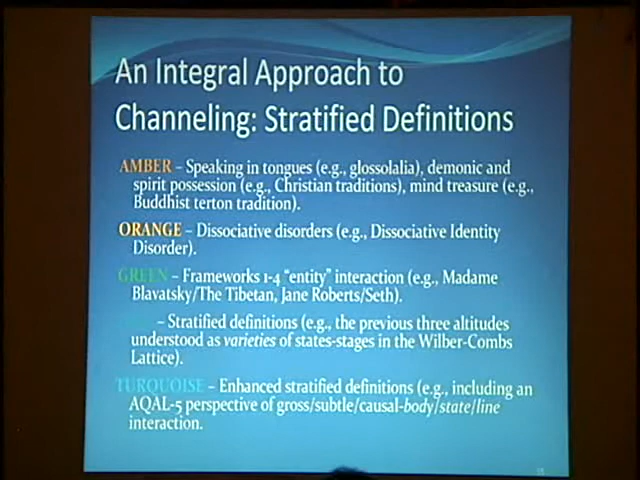 An Integral Approach to
Channeling: Stratified Definitions
AMBER – Speaking in tongues (e.g., glossolalia), demonic and
spirit possession (e.g., Christian traditions), mind treasure (e.g.,
Buddhist terton tradition).
ORANGE – Dissociative disorders (e.g., Dissociative Identity
Disorder).
GREEN – Frameworks 1-4 “entity” interaction (e.g., Madame
Blavatsky/The Tibetan, Jane Roberts/Seth).
– Stratified definitions (e.g., the previous three altitudes
understood as varieties of states-stages in the Wilber-Combs
Lattice).
TURQUOISE – Enhanced stratified definitions (e.g., including an
AQAL-5 perspective of gross/subtle/causal-body/state/line
interaction.